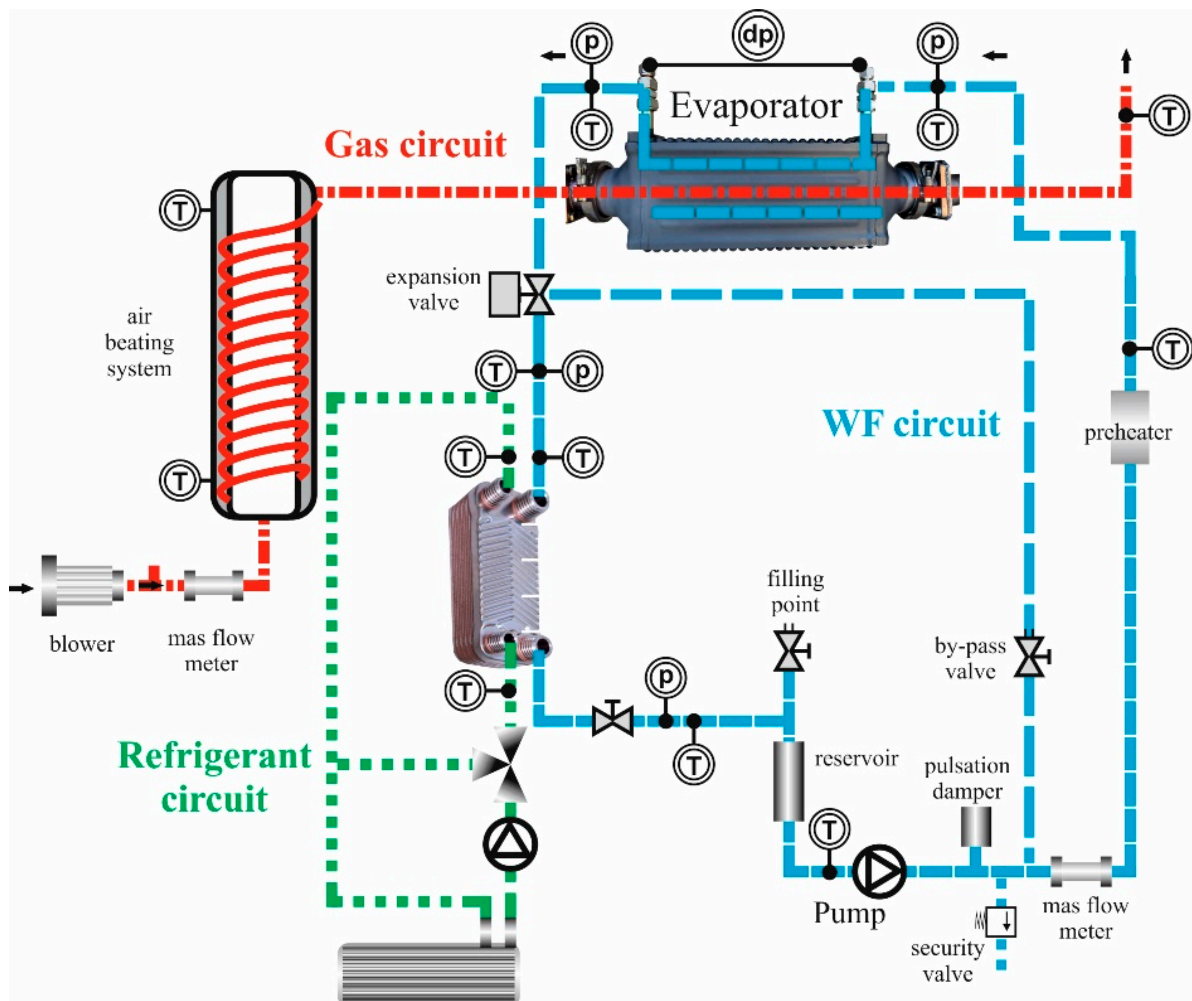 p
dp
p
Evaporator
T
T
T
Gas circuit
T
expansion
valve
air
beating
system
T
T
p
WF circuit
preheater
T
T
T
filling
point
blower
mas flow
meter
by-pass
valve
T
p
Refrigerant
circuit
T
reservoir
pulsation
damper
T
Pump
mas flow
meter
security
valve